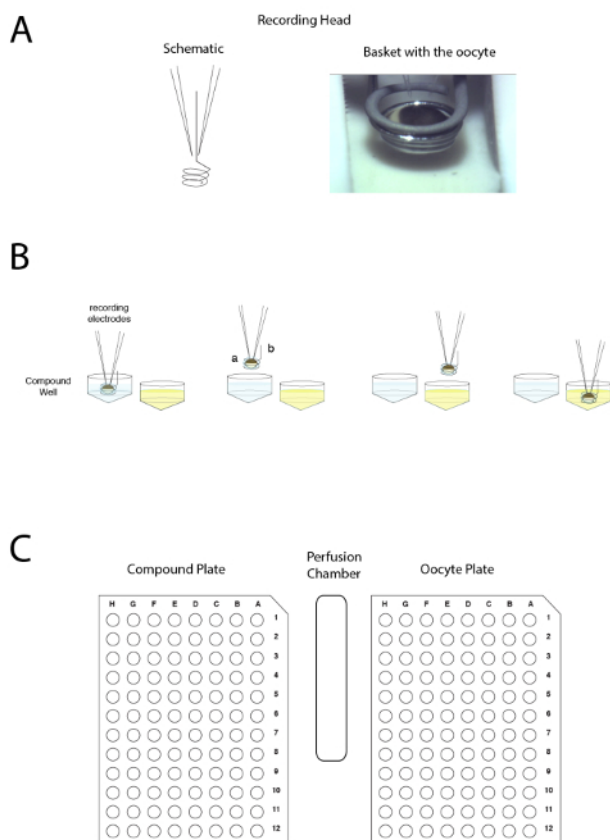 A
Recording Head
Schematic
Basket with the oocyte
B
recording
electrodes
a
b
Compound
Well
C
Compound Plate
Perfusion
Chamber
Oocyte Plate
H G F E D C B A
1
2
3
4
5
6
7
8
9
10
11
12
H G F E D C B A
1
2
3
4
5
6
7
8
9
10
11
12